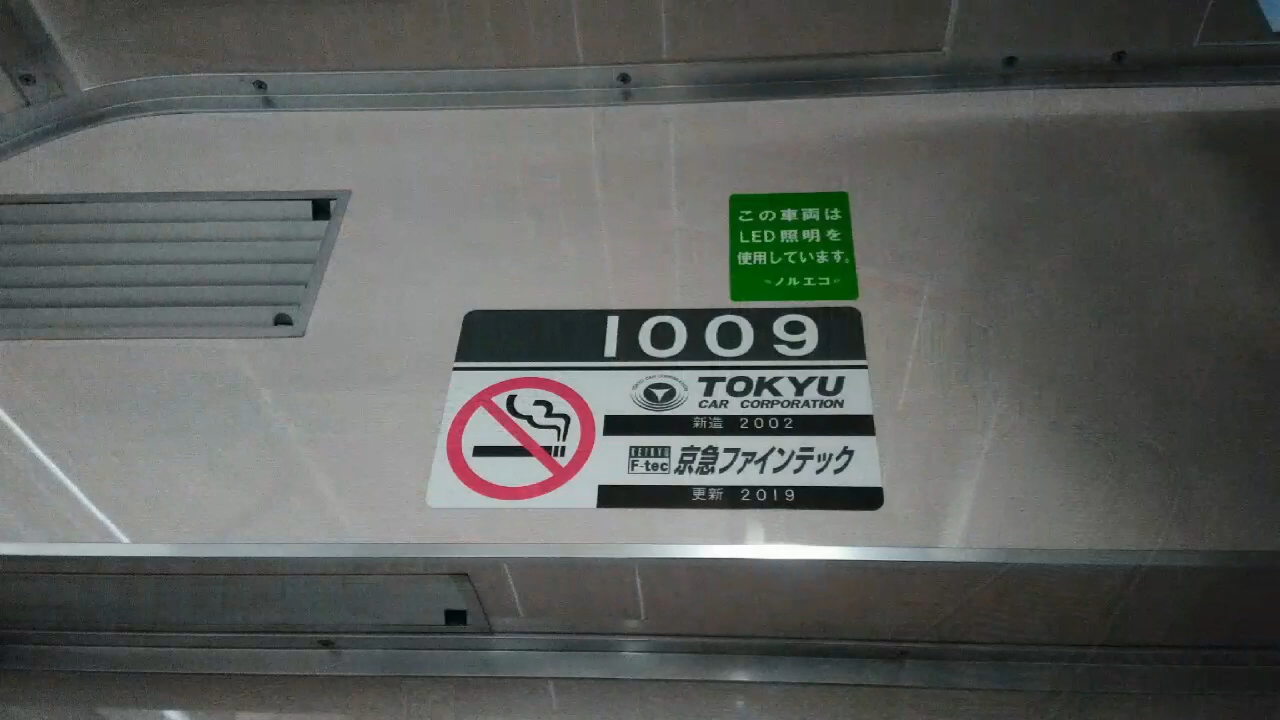 この車両は
LED照明を
使用しています。
~ノルエコ~
1009
TOKYU
CAR CORPORATION
新造 2002
KEIKYU
F-tec 京急ファインテック
更新 2019